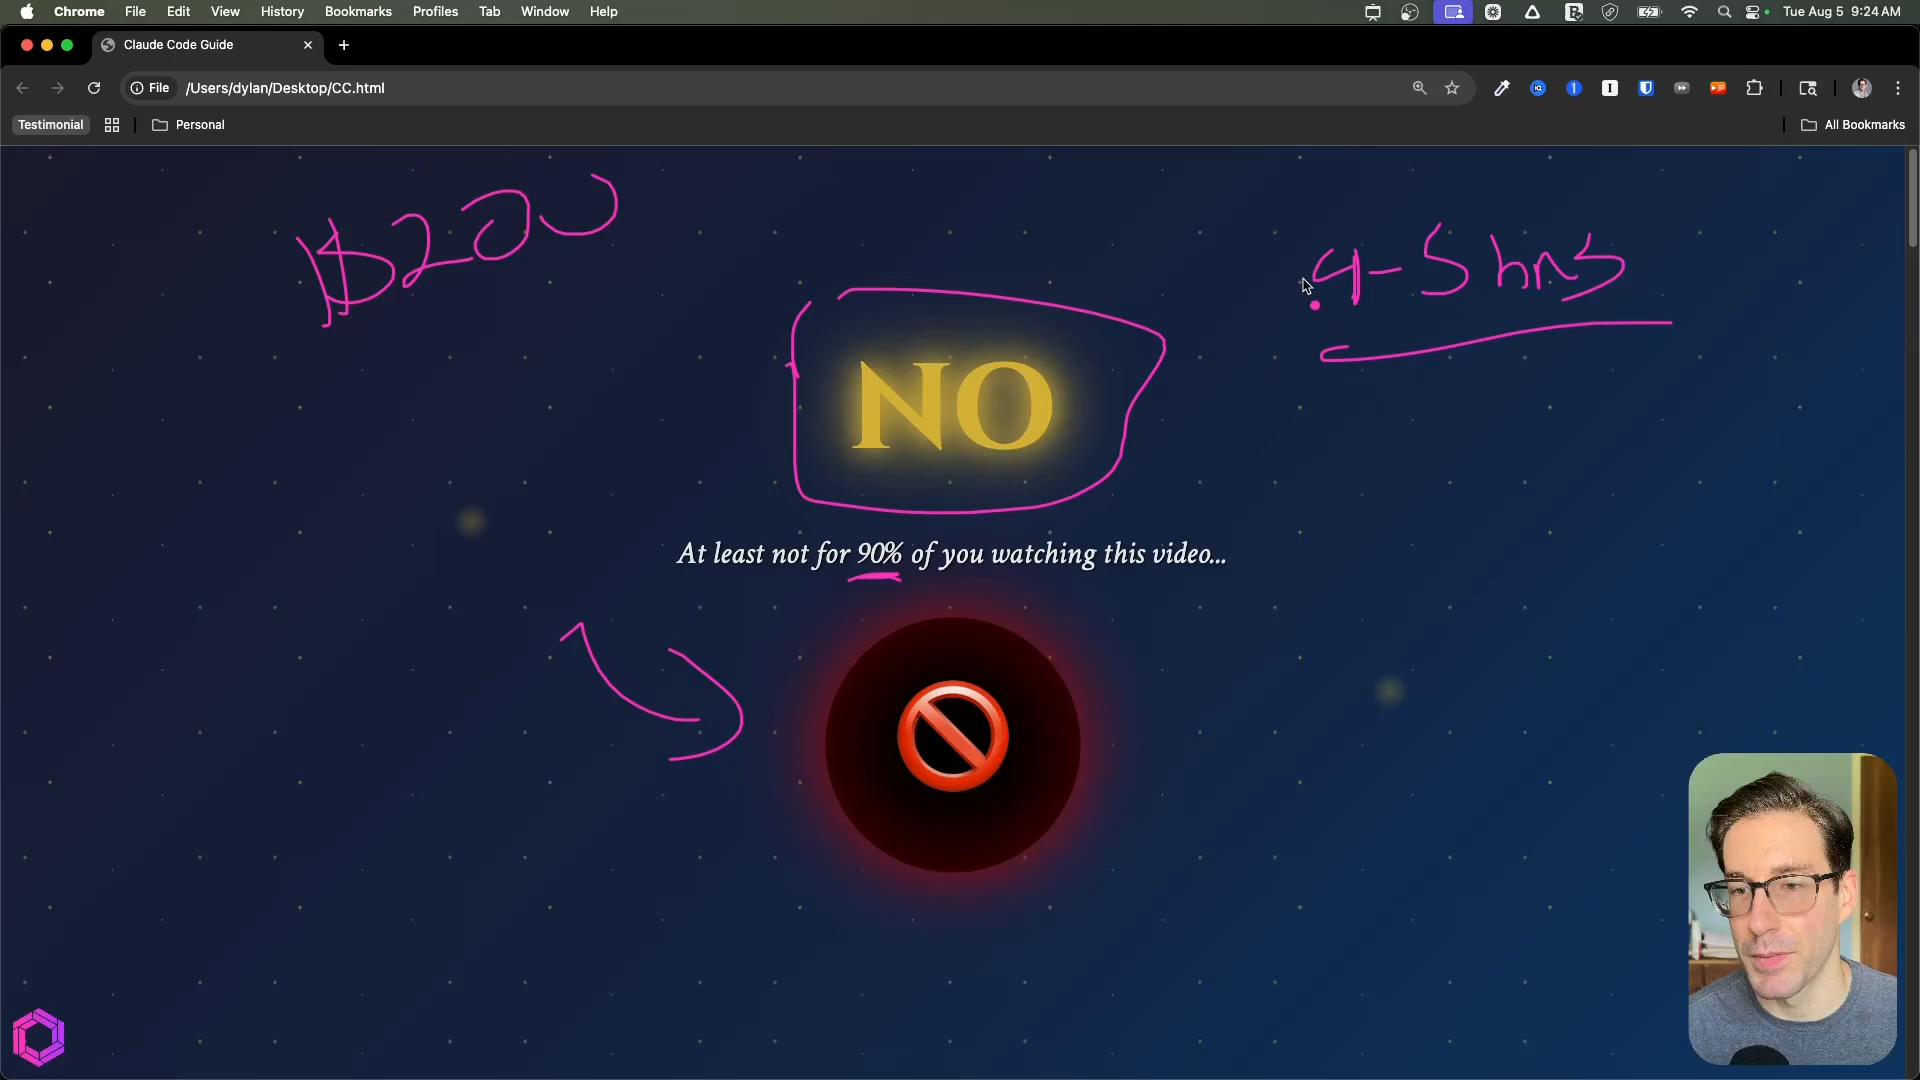 Chrome File Edit View History Bookmarks Profiles Tab Window Help Tue Aug 5 9:24 AM
Claude Code Guide
File /Users/dylan/Desktop/CC.html
Testimonial Personal All Bookmarks
$200
4-5 hrs
NO
At least not for 90% of you watching this video...